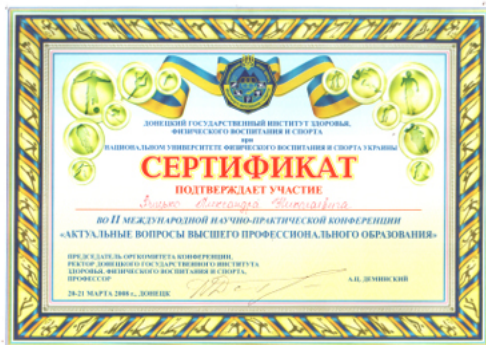 ДОНЕЦКИЙ ГОСУДАРСТВЕННЫЙ ИНСТИТУТ ЗДОРОВЬЯ,
ФИЗИЧЕСКОГО ВОСПИТАНИЯ И СПОРТА
при
НАЦИОНАЛЬНОМ УНИВЕРСИТЕТЕ ФИЗИЧЕСКОГО ВОСПИТАНИЯ И СПОРТА УКРАИНЫ
СЕРТИФИКАТ
ПОДТВЕРЖДАЕТ УЧАСТИЕ
Александра Николаевича
ВО II МЕЖДУНАРОДНОЙ НАУЧНО-ПРАКТИЧЕСКОЙ КОНФЕРЕНЦИИ
«АКТУАЛЬНЫЕ ВОПРОСЫ ВЫСШЕГО ПРОФЕССИОНАЛЬНОГО ОБРАЗОВАНИЯ»
ПРЕДСЕДАТЕЛЬ ОРГКОМИТЕТА КОНФЕРЕНЦИИ,
РЕКТОР ДОНЕЦКОГО ГОСУДАРСТВЕННОГО ИНСТИТУТА
ЗДОРОВЬЯ, ФИЗИЧЕСКОГО ВОСПИТАНИЯ И СПОРТА,
ПРОФЕССОР А.Ц. ДЕМИНСКИЙ
20-21 МАРТА 2008 г., ДОНЕЦК